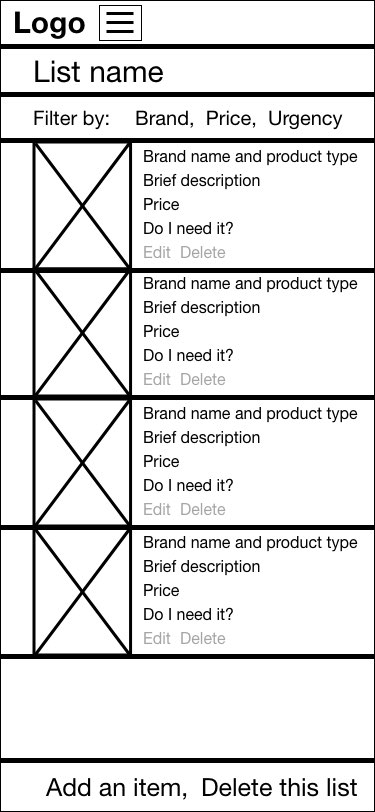 Logo
List name
Filter by: Brand, Price, Urgency
Brand name and product type
Brief description
Price
Do I need it?
Edit Delete
Brand name and product type
Brief description
Price
Do I need it?
Edit Delete
Brand name and product type
Brief description
Price
Do I need it?
Edit Delete
Brand name and product type
Brief description
Price
Do I need it?
Edit Delete
Add an item, Delete this list